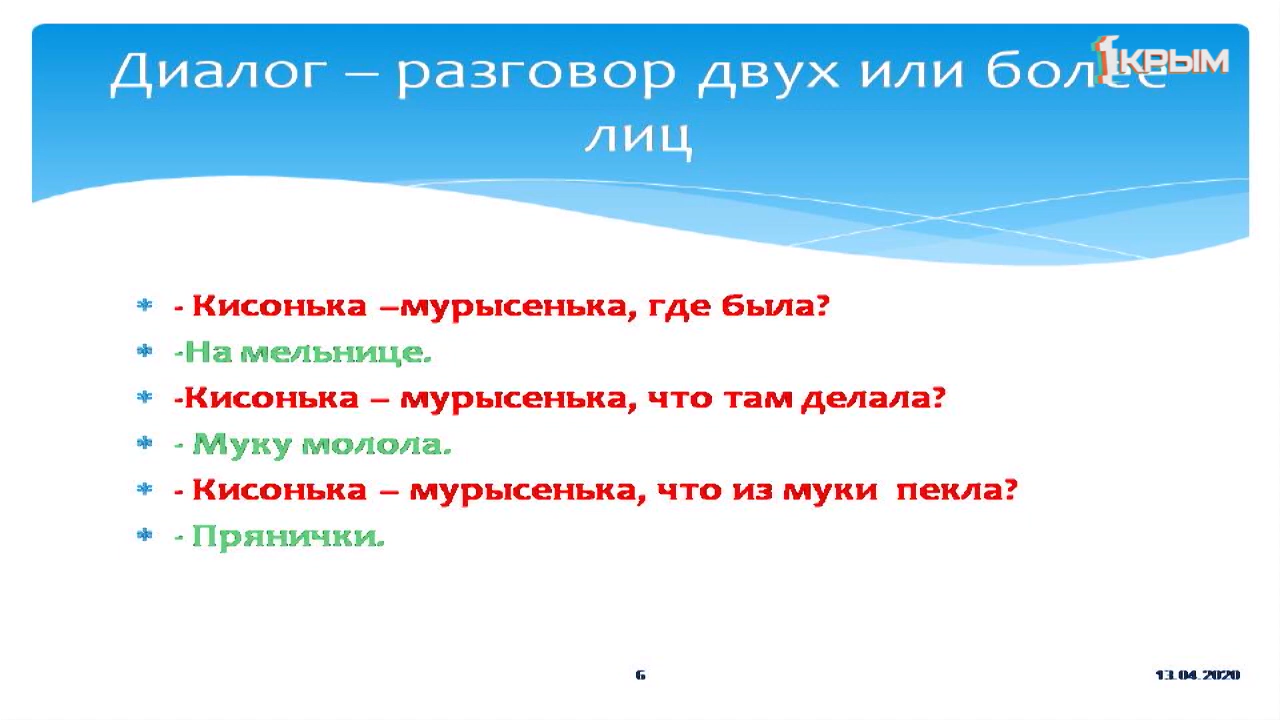 Диалог – разговор двух или более
лиц
1КРЫМ
- Кисонька –мурысенька, где была?
-На мельнице.
-Кисонька – мурысенька, что там делала?
- Муку молола.
- Кисонька – мурысенька, что из муки пекла?
- Прянички.
6
13.04.2020